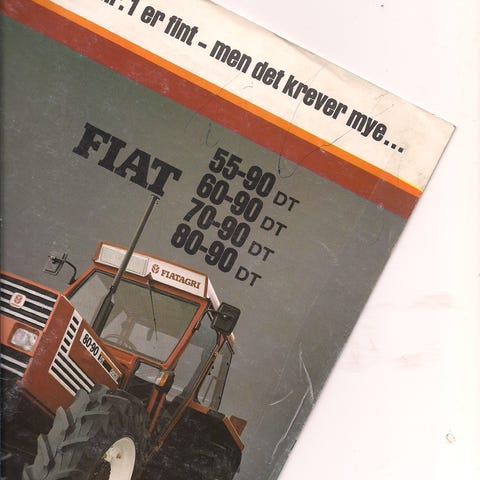 nr. 1 er fint – men det krever mye...
FIAT
55-90 DT
60-90 DT
70-90 DT
80-90 DT
FIATAGRI
80-90